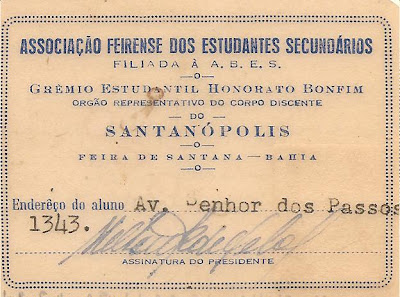 ASSOCIAÇÃO FEIRENSE DOS ESTUDANTES SECUNDÁRIOS
FILIADA À A. B. E. S.
GRÊMIO ESTUDANTIL HONORATO BONFIM
ORGÃO REPRESENTATIVO DO CORPO DISCENTE
DO
SANTANÓPOLIS
FEIRA DE SANTANA — BAHIA
Enderêço do aluno Av. Senhor dos Passos
1343.
ASSINATURA DO PRESIDENTE